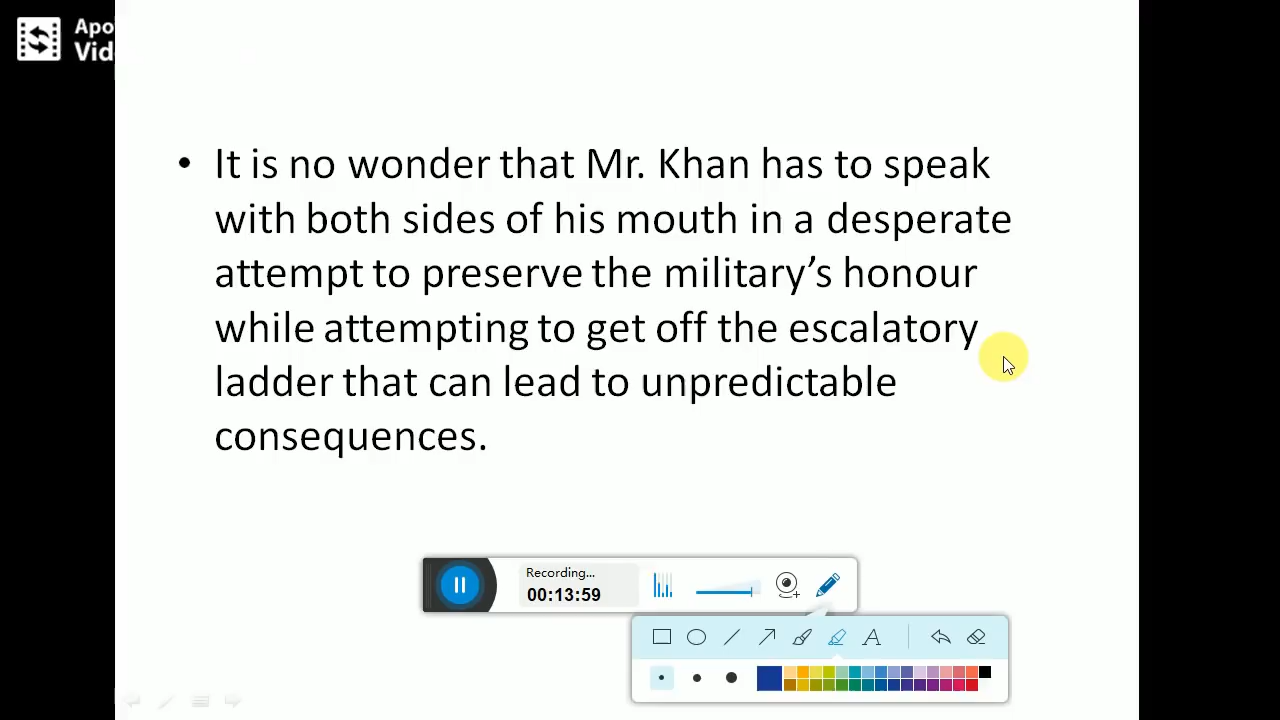 Apo
Vid
• It is no wonder that Mr. Khan has to speak
with both sides of his mouth in a desperate
attempt to preserve the military’s honour
while attempting to get off the escalatory
ladder that can lead to unpredictable
consequences.
Recording...
00:13:59
A